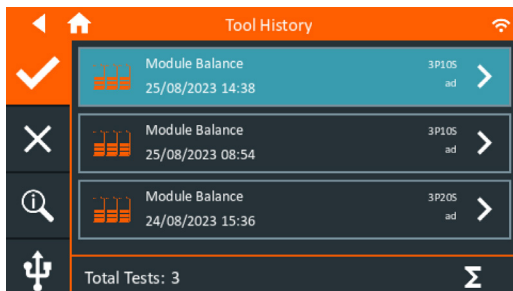 Tool History
Module Balance 3P10S
25/08/2023 14:38 ad
Module Balance 3P10S
25/08/2023 08:54 ad
Module Balance 3P20S
24/08/2023 15:36 ad
Total Tests: 3 Σ